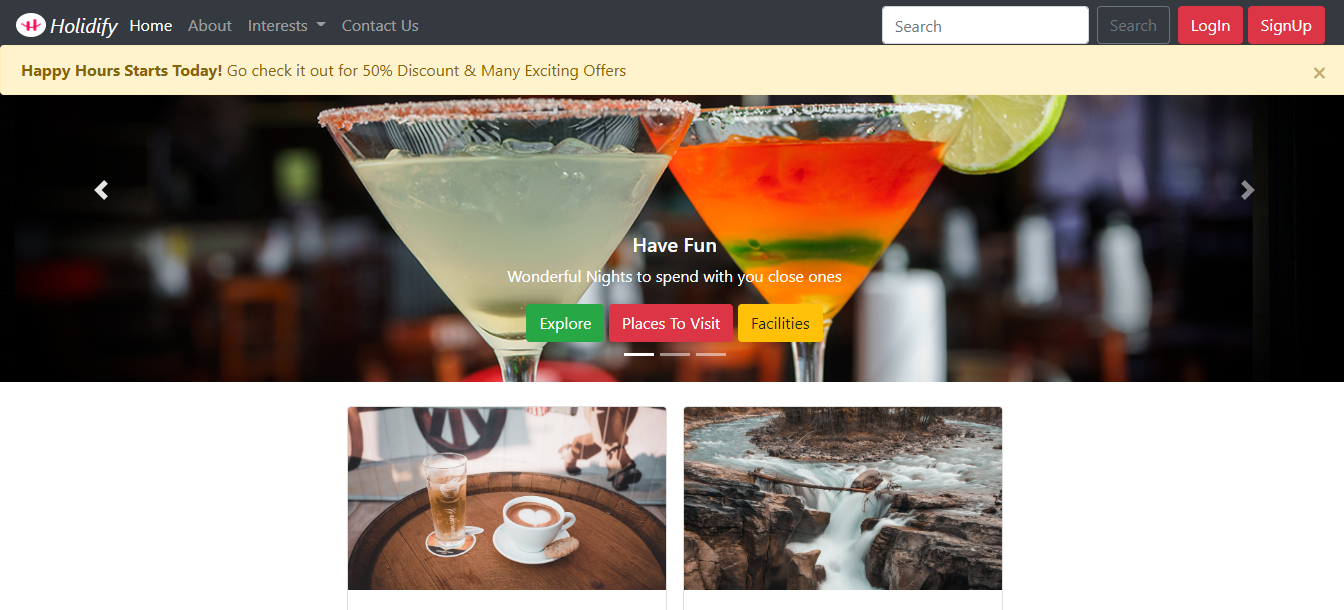 Holidify Home About Interests Contact Us Search Search LogIn SignUp
Happy Hours Starts Today! Go check it out for 50% Discount & Many Exciting Offers ×
Have Fun
Wonderful Nights to spend with you close ones
Explore Places To Visit Facilities